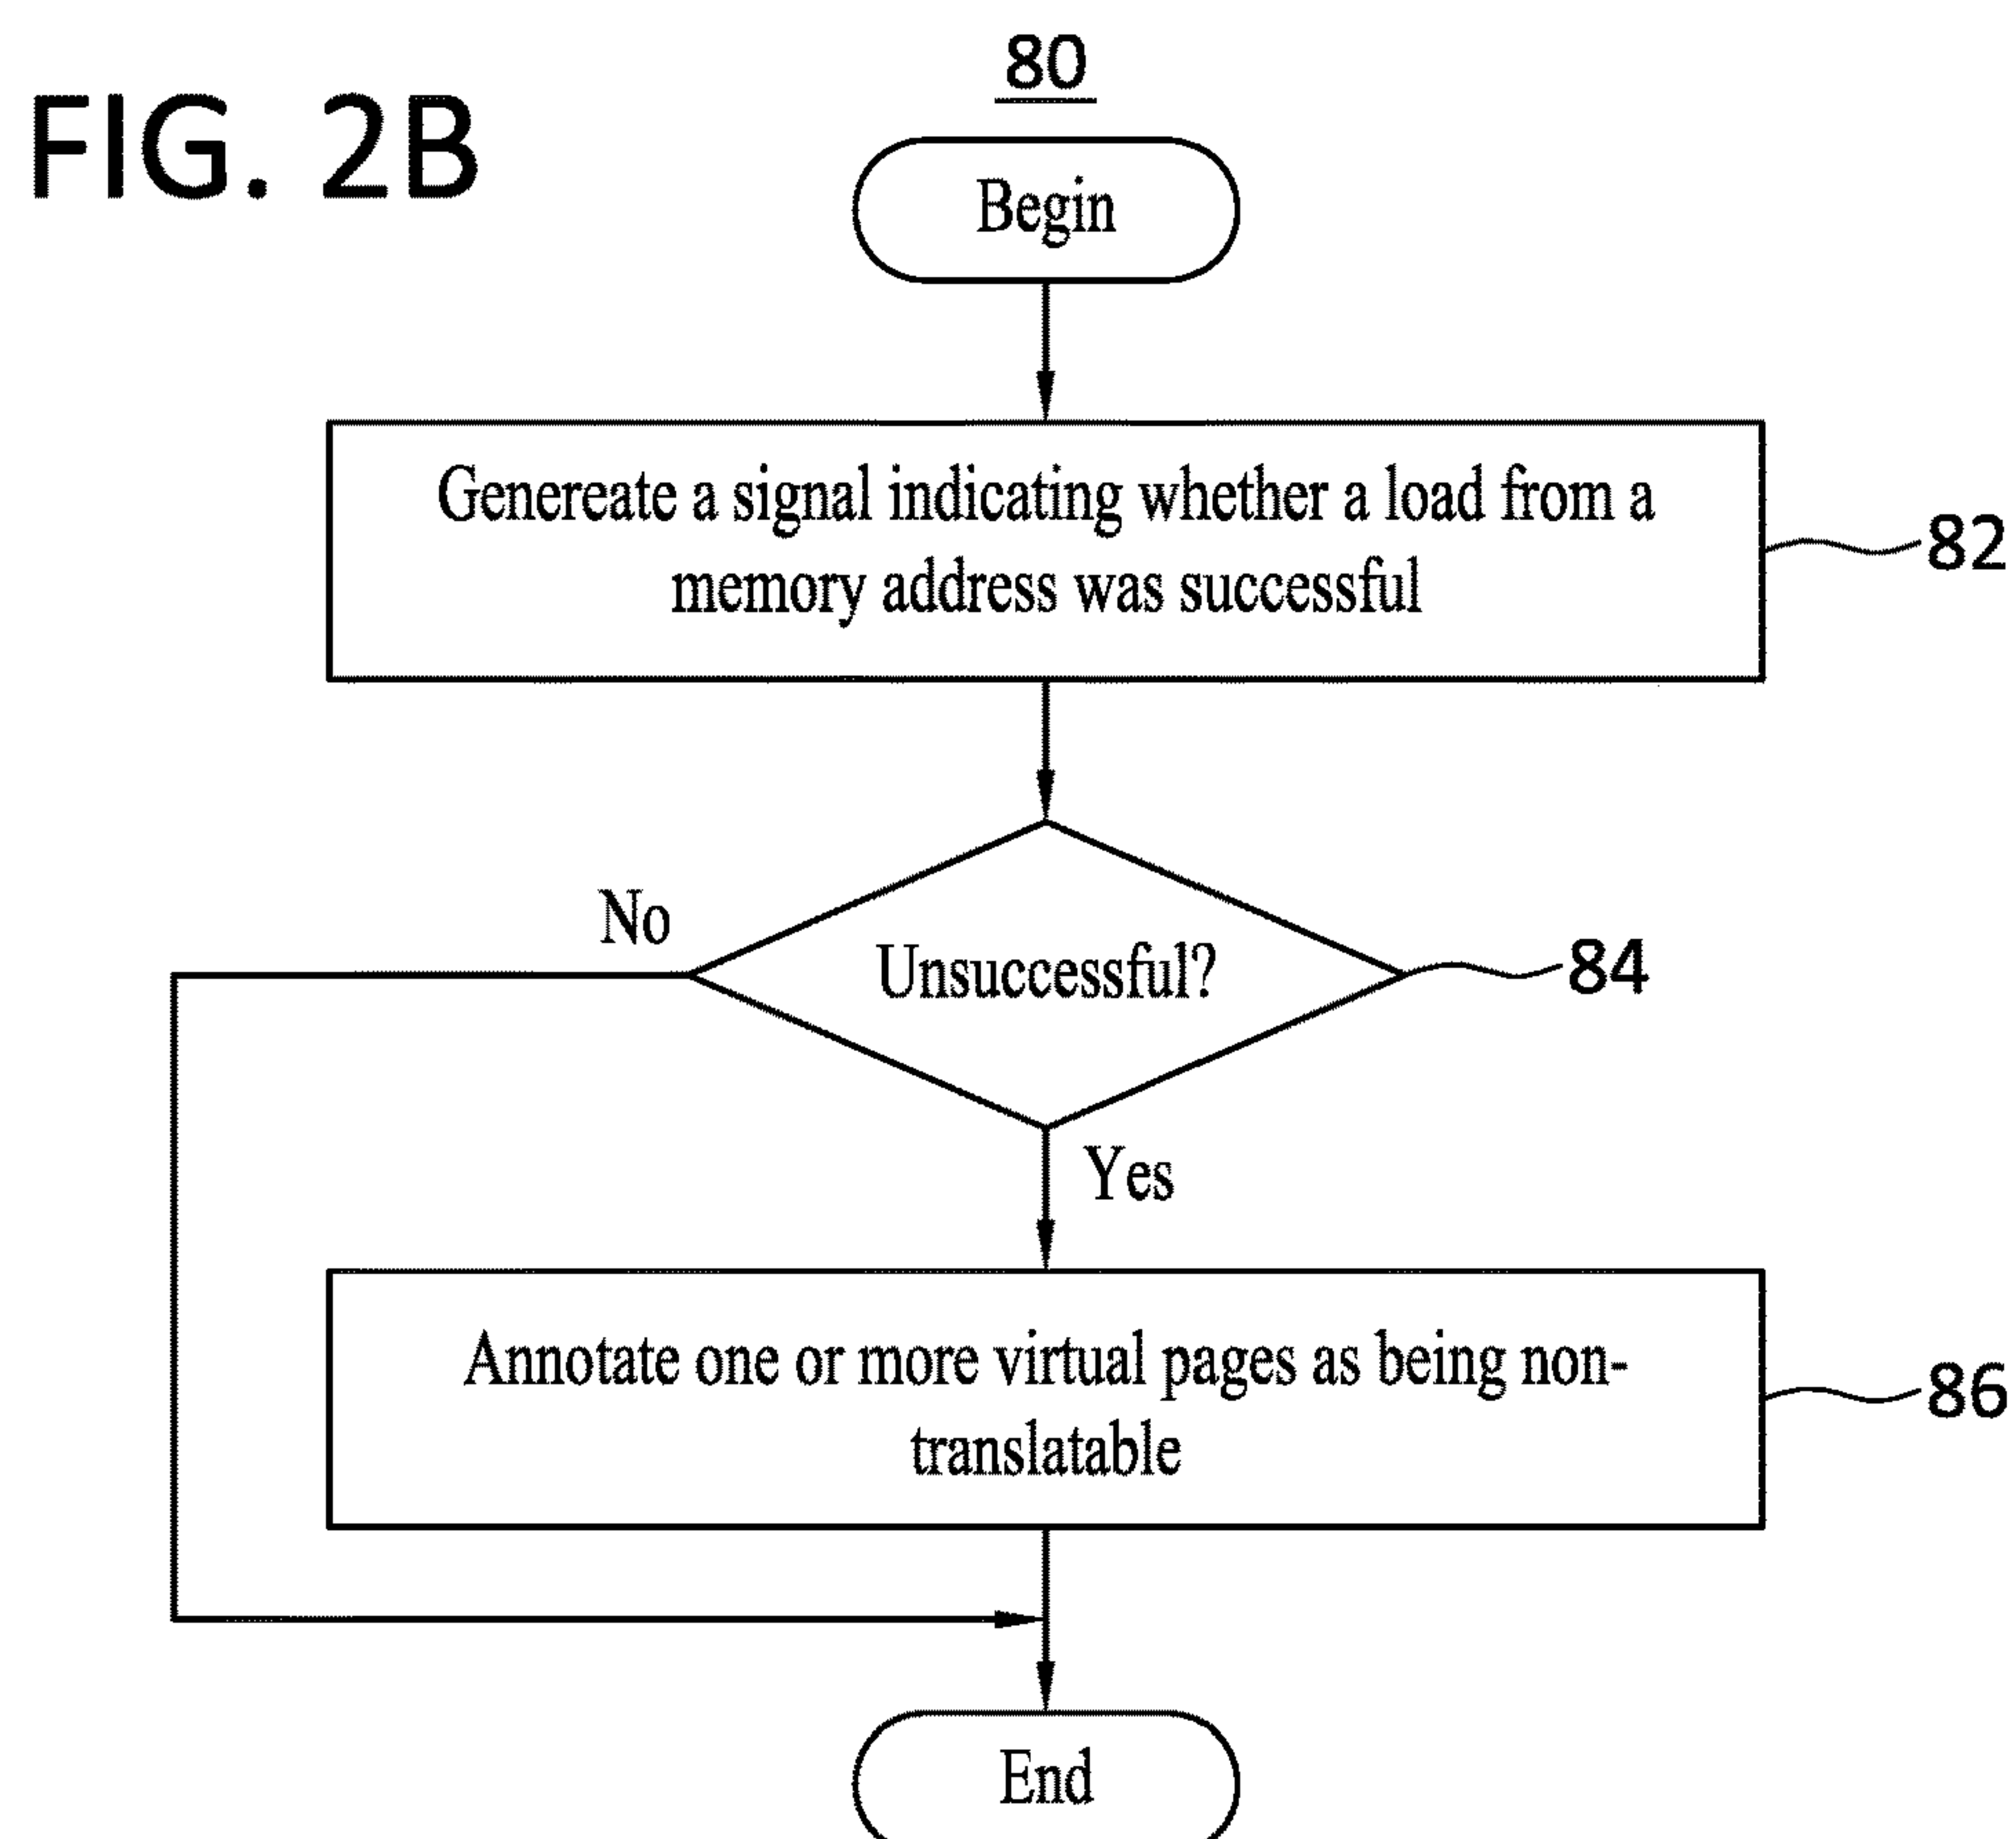 FIG. 2B
80
Begin
Genereate a signal indicating whether a load from a
memory address was successful
82
No
Unsuccessful?
84
Yes
Annotate one or more virtual pages as being non-
translatable
86
End